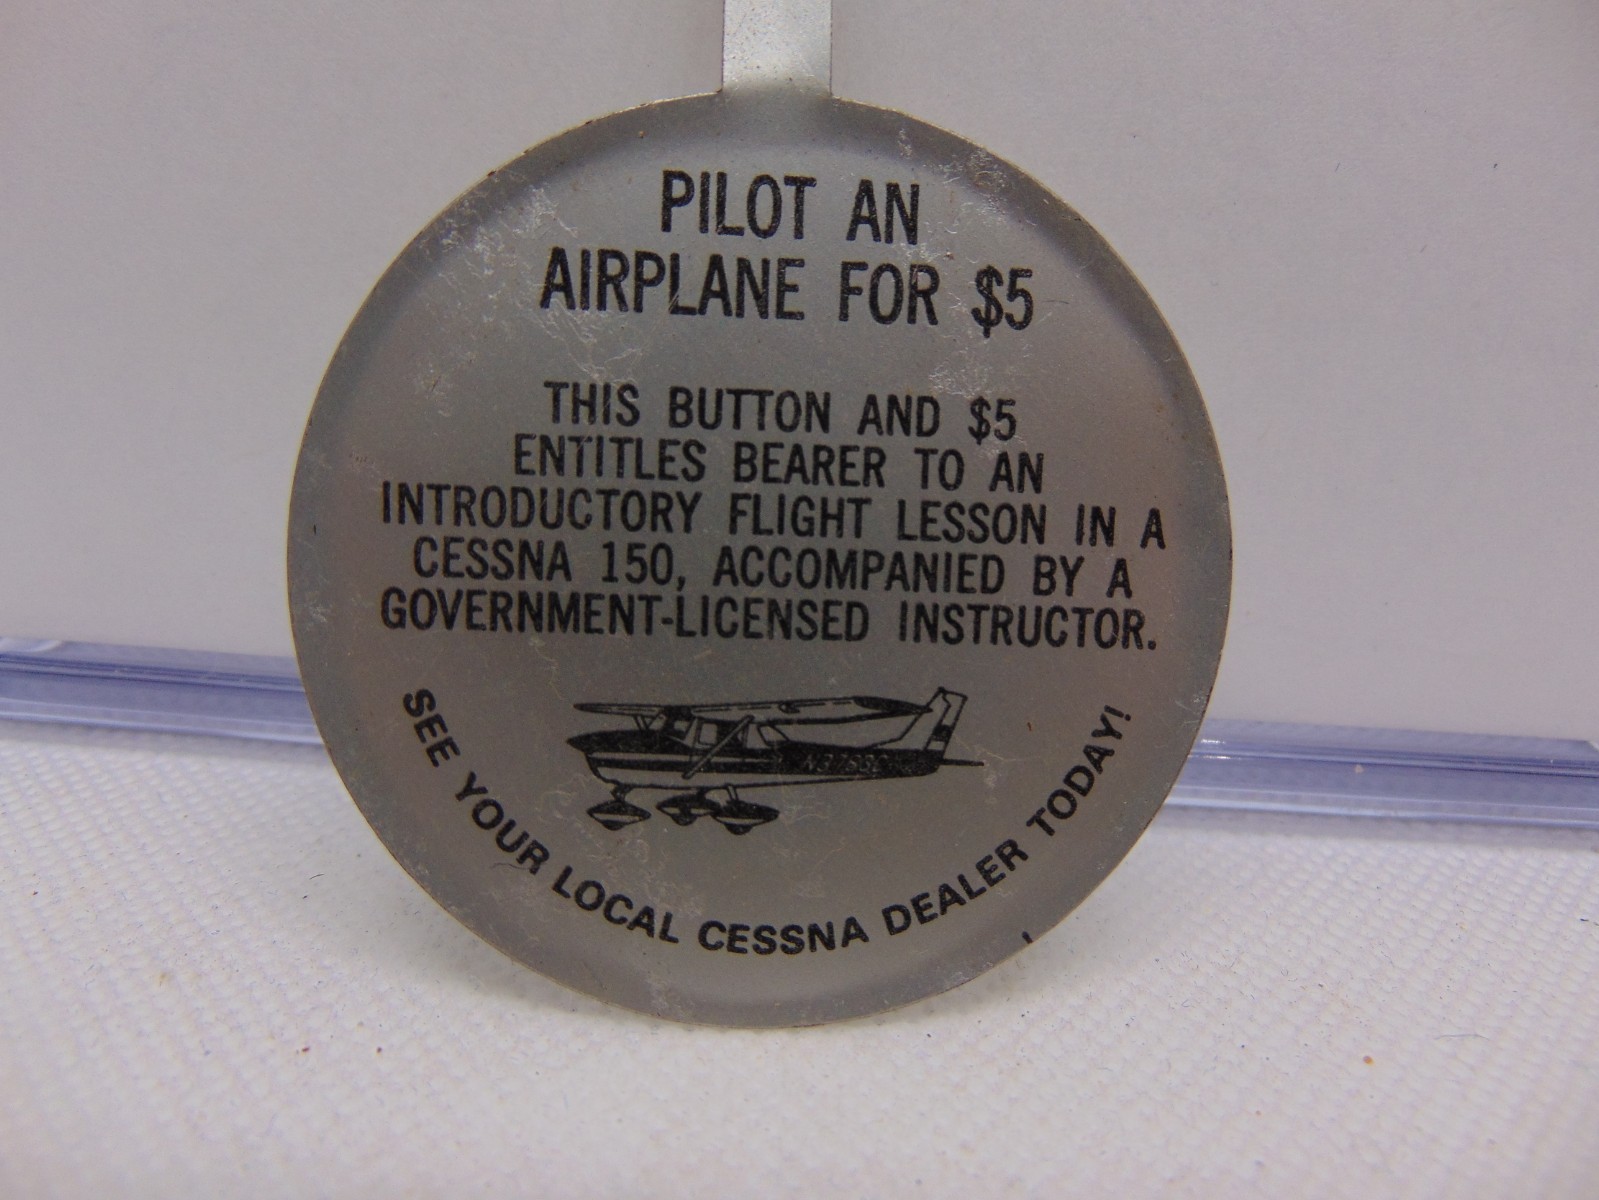 PILOT AN
AIRPLANE FOR $5
THIS BUTTON AND $5
ENTITLES BEARER TO AN
INTRODUCTORY FLIGHT LESSON IN A
CESSNA 150, ACCOMPANIED BY A
GOVERNMENT-LICENSED INSTRUCTOR.
SEE YOUR LOCAL CESSNA DEALER TODAY!